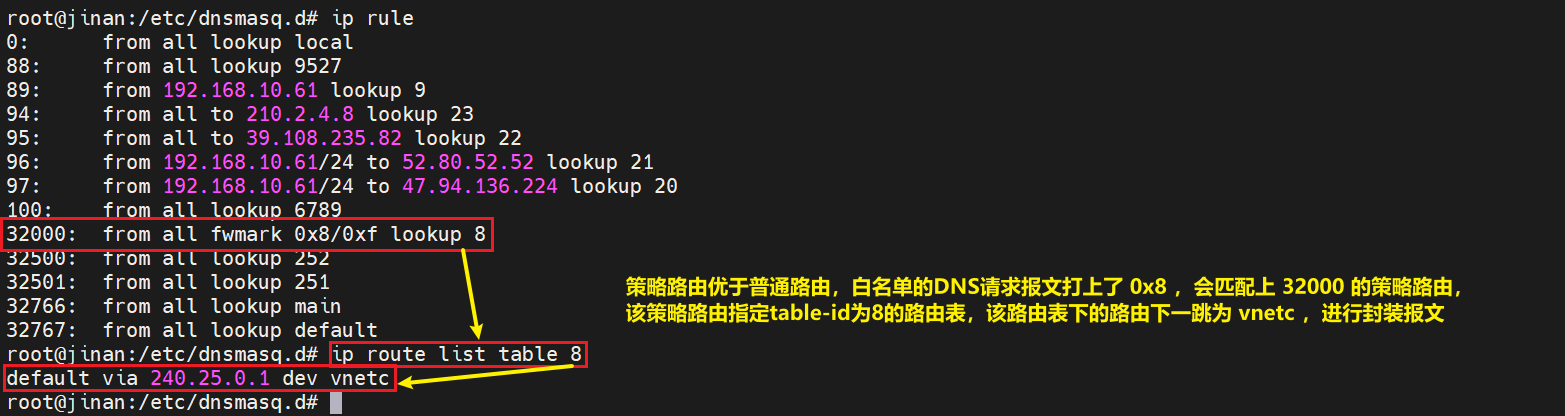 root@jinan:/etc/dnsmasq.d# ip rule
0:      from all lookup local
88:     from all lookup 9527
89:     from 192.168.10.61 lookup 9
94:     from all to 210.2.4.8 lookup 23
95:     from all to 39.108.235.82 lookup 22
96:     from 192.168.10.61/24 to 52.80.52.52 lookup 21
97:     from 192.168.10.61/24 to 47.94.136.224 lookup 20
100:    from all lookup 6789
32000:  from all fwmark 0x8/0xf lookup 8
32500:  from all lookup 252
32501:  from all lookup 251
32766:  from all lookup main
32767:  from all lookup default
策略路由优于普通路由，白名单的DNS请求报文打上了 0x8 ，会匹配上 32000 的策略路由，
该策略路由指定table-id为8的路由表，该路由表下的路由下一跳为 vnetc ，进行封装报文
root@jinan:/etc/dnsmasq.d# ip route list table 8
default via 240.25.0.1 dev vnetc
root@jinan:/etc/dnsmasq.d#